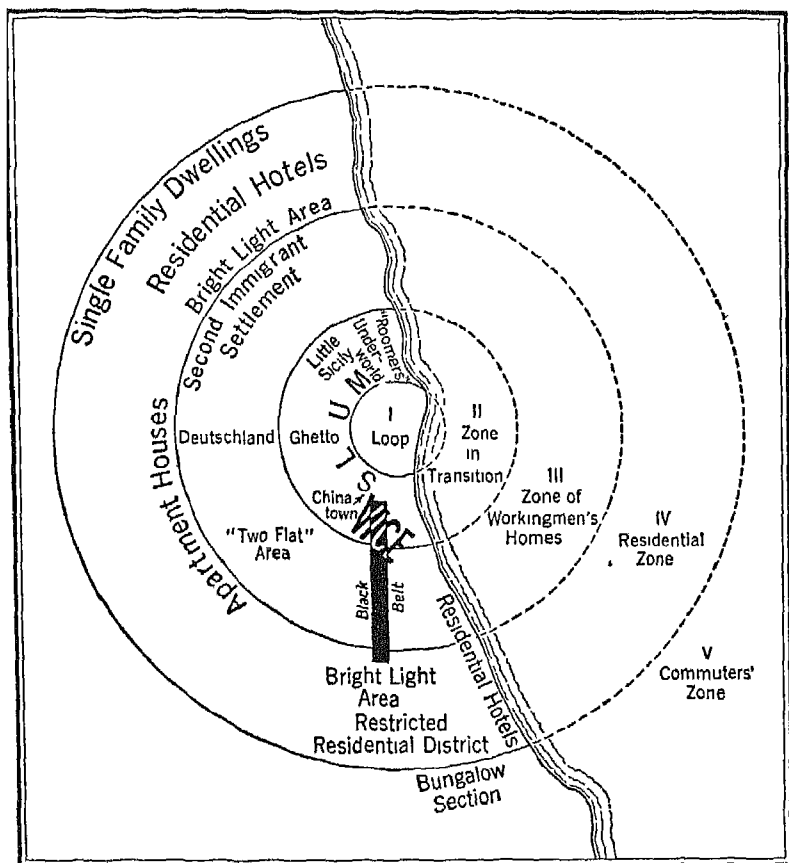 Single Family Dwellings
Residential Hotels
Bright Light Area
Second Immigrant
Settlement
Little
Sicily
"Roomers"
Under-
world
SLUM
I
Loop
II
Zone
in
Transition
Deutschland
Ghetto
China-
town
VICE
III
Zone of
Workingmen's
Homes
IV
Residential
Zone
V
Commuters'
Zone
Apartment Houses
"Two Flat"
Area
Black
Belt
Residential Hotels
Bright Light
Area
Restricted
Residential District
Bungalow
Section